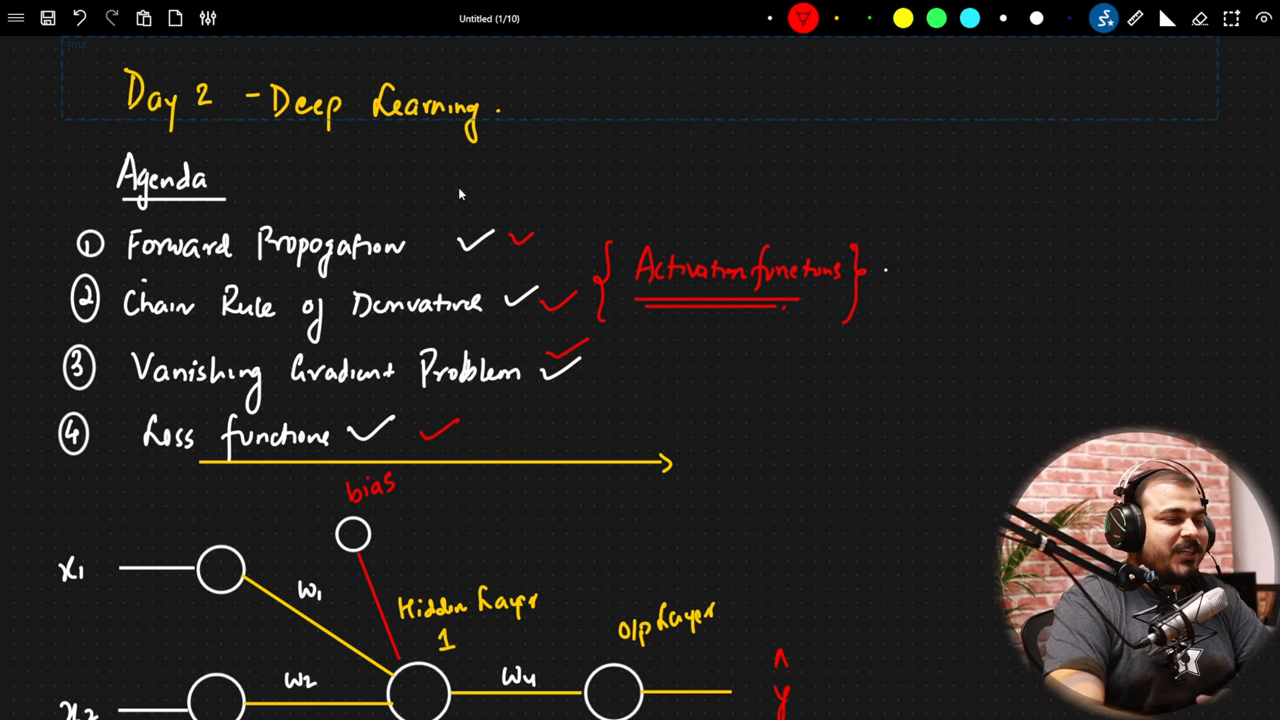 Untitled (1/10)
Day 2 - Deep Learning.
Agenda
① Forward Propogation
② Chain Rule of Derivative
{ Activation functions }
③ Vanishing Gradient Problem
④ Loss functions
bias
x1
w1
Hidden Layer
1
O/p Layer
x2
w2
w4
ŷ